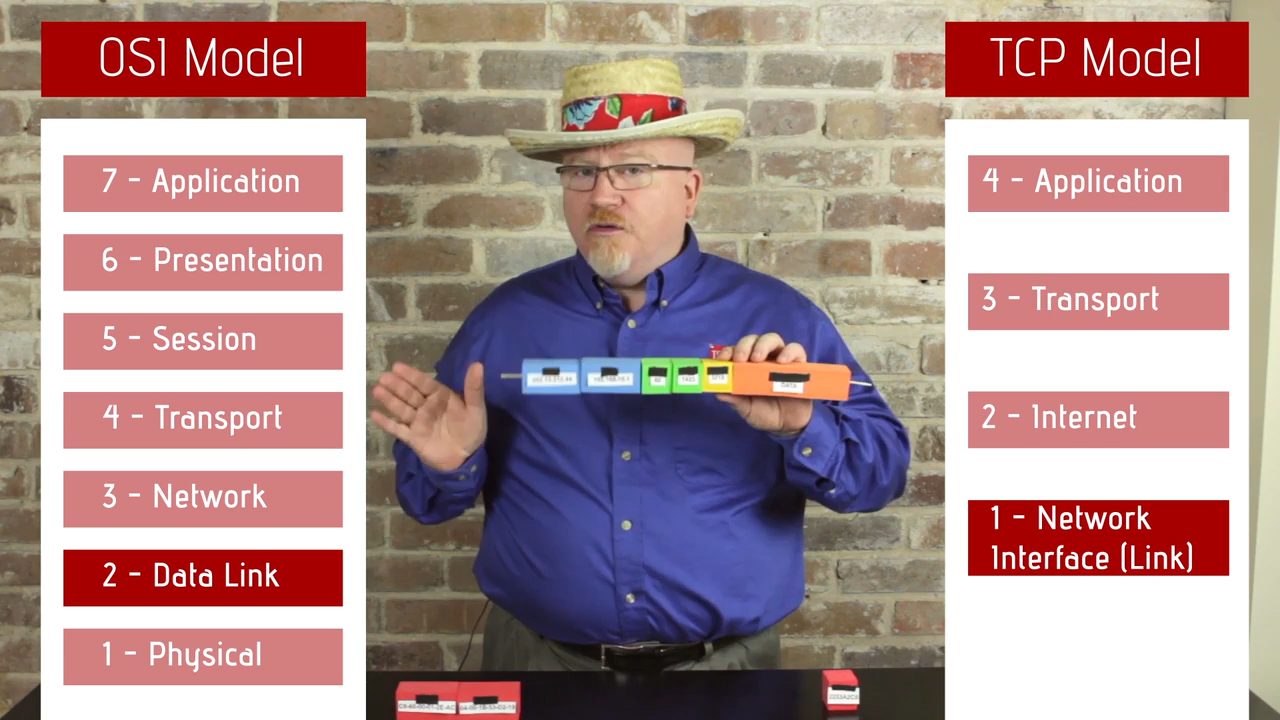 OSI Model
7 - Application
6 - Presentation
5 - Session
4 - Transport
3 - Network
2 - Data Link
1 - Physical
TCP Model
4 - Application
3 - Transport
2 - Internet
1 - Network
Interface (Link)
DATA